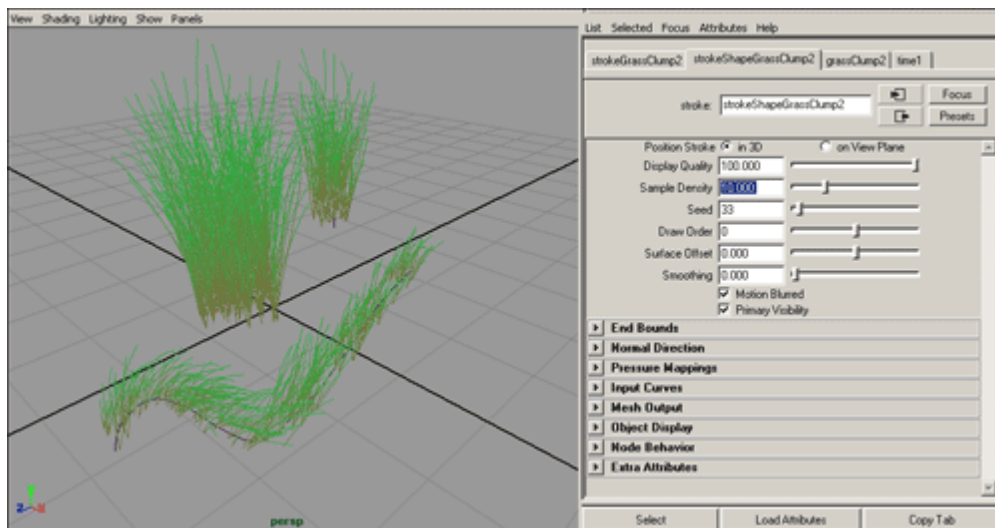 View Shading Lighting Show Panels
List Selected Focus Attributes Help
strokeGrassClump2 strokeShapeGrassClump2 grassClump2 time1
stroke: strokeShapeGrassClump2 Focus
Presets
Position Stroke in 3D on View Plane
Display Quality 100.000
Sample Density 10.000
Seed 33
Draw Order 0
Surface Offset 0.000
Smoothing 0.000
Motion Blurred
Primary Visibility
End Bounds
Normal Direction
Pressure Mappings
Input Curves
Mesh Output
Object Display
Node Behavior
Extra Attributes
persp
Select Load Attributes Copy Tab